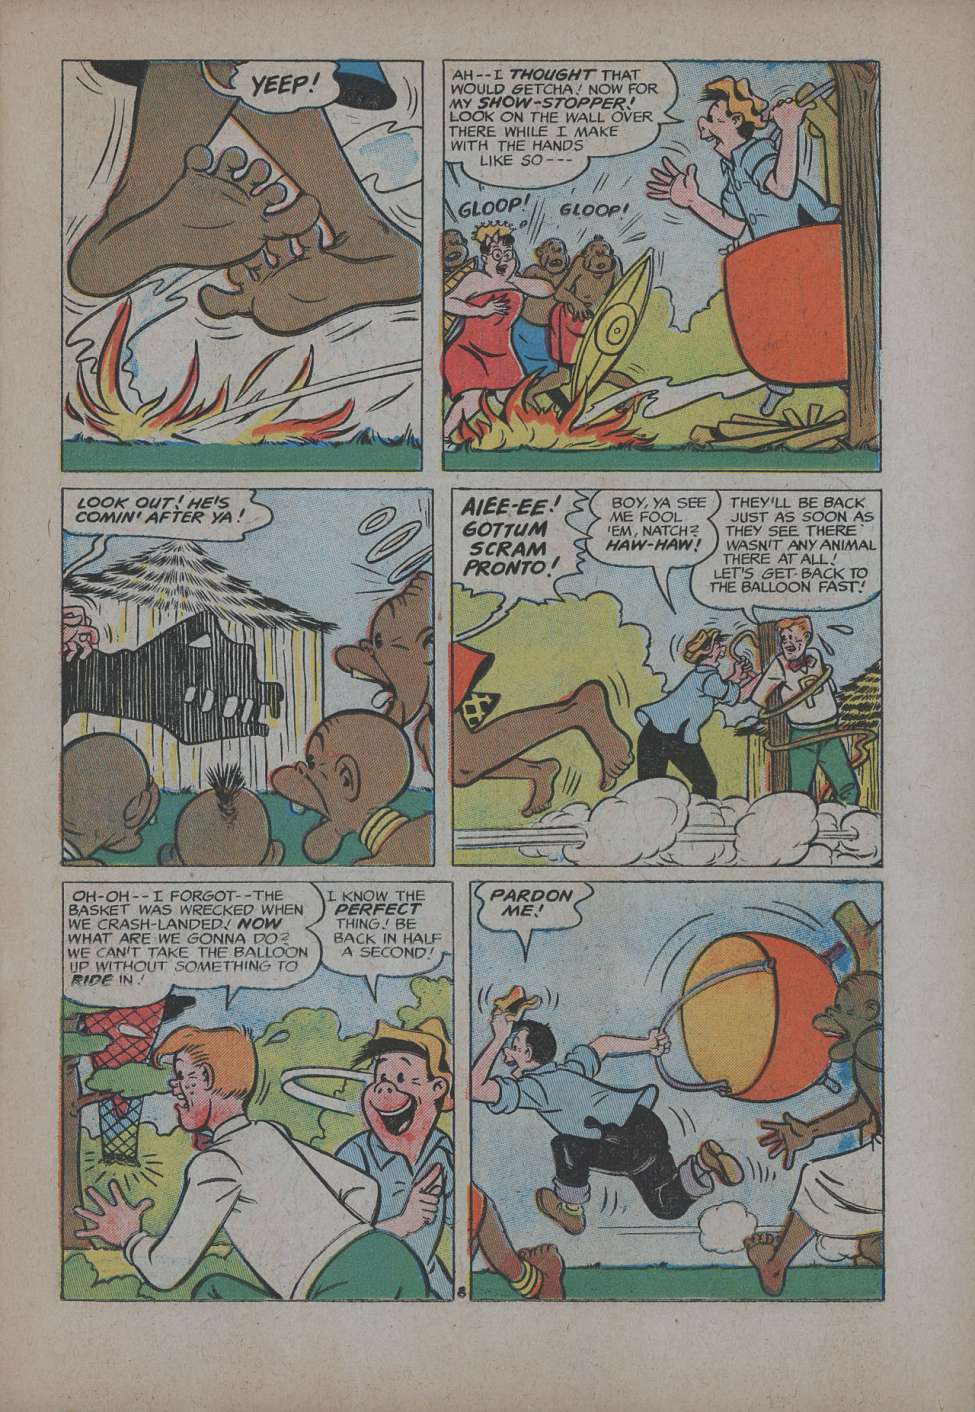 YEEP!
AH--I THOUGHT THAT
WOULD GETCHA! NOW FOR
MY SHOW-STOPPER!
LOOK ON THE WALL OVER
THERE WHILE I MAKE
WITH THE HANDS
LIKE SO---
GLOOP!
GLOOP!
LOOK OUT! HE'S
COMIN' AFTER YA!
AIEE-EE!
GOTTUM
SCRAM
PRONTO!
BOY, YA SEE
ME FOOL
'EM, NATCH?
HAW-HAW!
THEY'LL BE BACK
JUST AS SOON AS
THEY SEE THERE
WASN'T ANY ANIMAL
THERE AT ALL!
LET'S GET BACK TO
THE BALLOON FAST!
OH-OH--I FORGOT--THE
BASKET WAS WRECKED WHEN
WE CRASH-LANDED! NOW
WHAT ARE WE GONNA DO?
WE CAN'T TAKE THE BALLOON
UP WITHOUT SOMETHING TO
RIDE IN!
I KNOW THE
PERFECT
THING! BE
BACK IN HALF
A SECOND!
PARDON
ME!
8